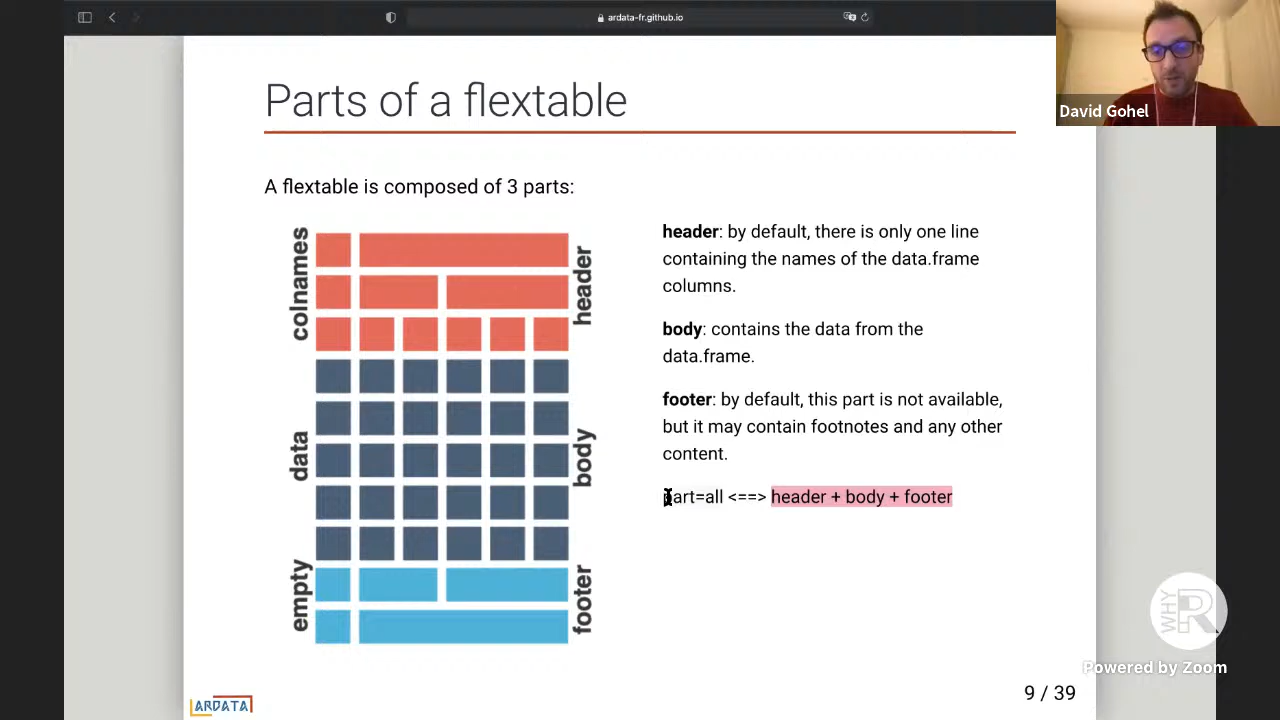 ardata-fr.github.io
David Gohel
Parts of a flextable
A flextable is composed of 3 parts:
colnames
header
data
body
empty
footer
header: by default, there is only one line
containing the names of the data.frame
columns.
body: contains the data from the
data.frame.
footer: by default, this part is not available,
but it may contain footnotes and any other
content.
part=all <==> header + body + footer
WHY R
Powered by Zoom
ARDATA
9 / 39